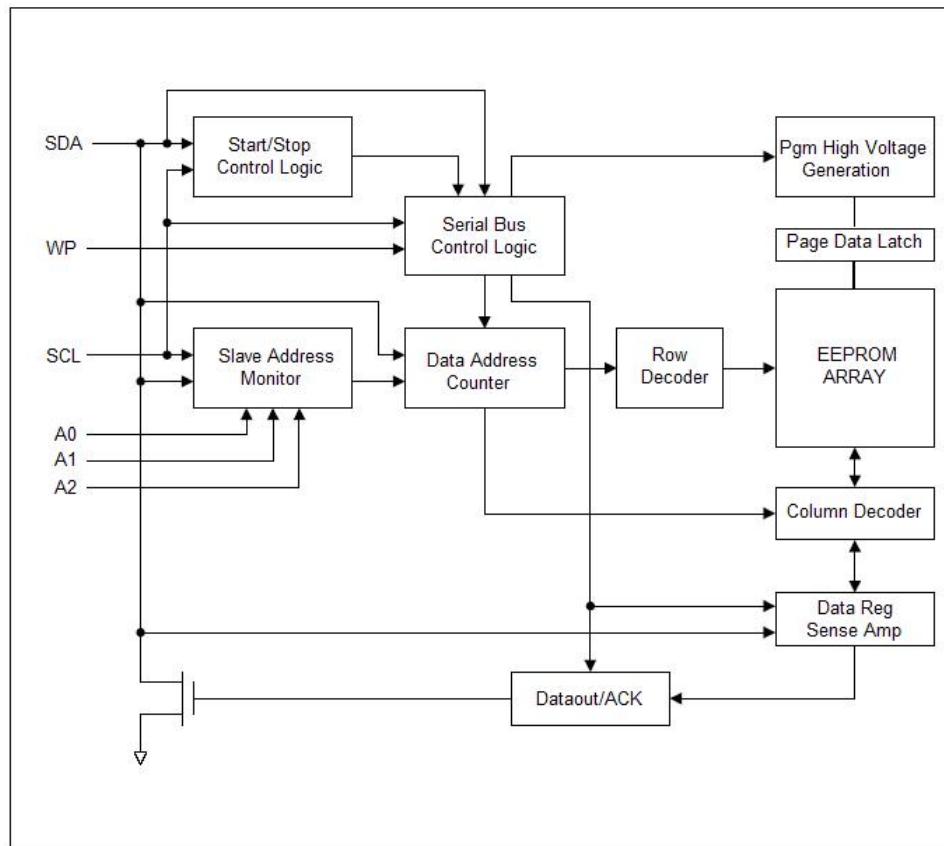 SDA
Start/Stop
Control Logic
Pgm High Voltage
Generation
WP
Serial Bus
Control Logic
Page Data Latch
SCL
Slave Address
Monitor
Data Address
Counter
Row
Decoder
EEPROM
ARRAY
A0
A1
A2
Column Decoder
Data Reg
Sense Amp
Dataout/ACK